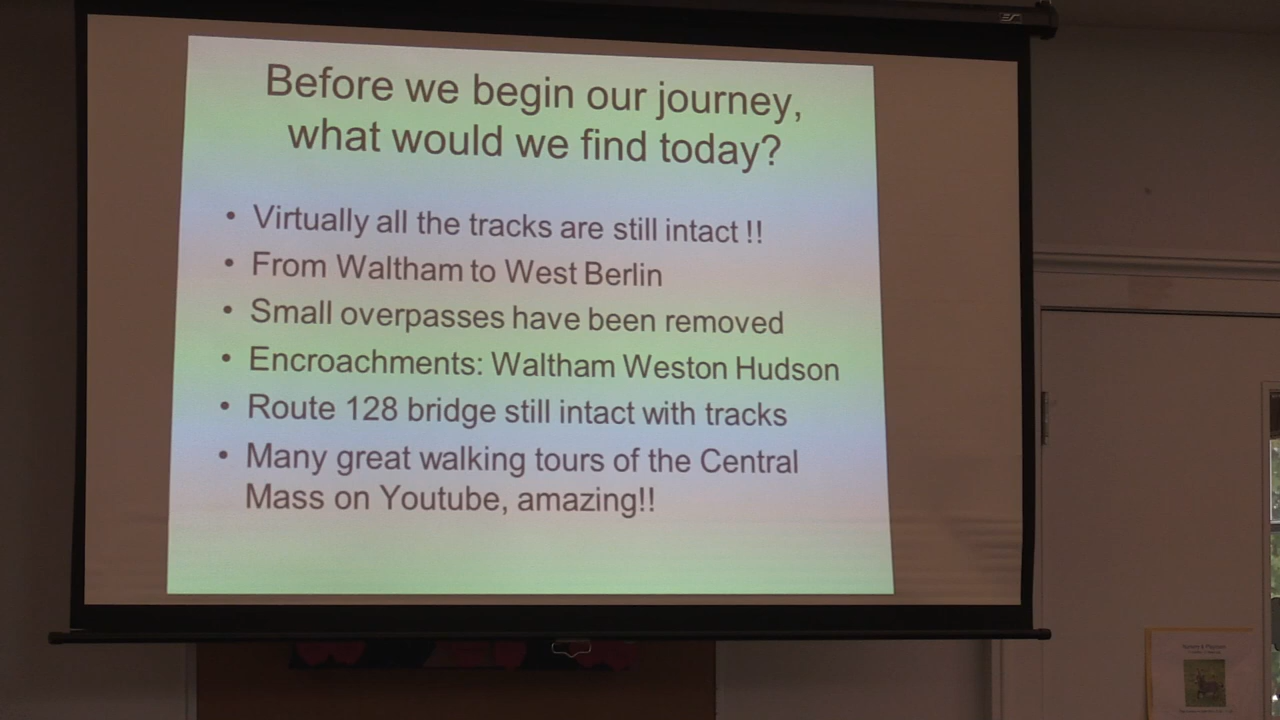 Before we begin our journey,
what would we find today?
• Virtually all the tracks are still intact !!
• From Waltham to West Berlin
• Small overpasses have been removed
• Encroachments: Waltham Weston Hudson
• Route 128 bridge still intact with tracks
• Many great walking tours of the Central
Mass on Youtube, amazing!!